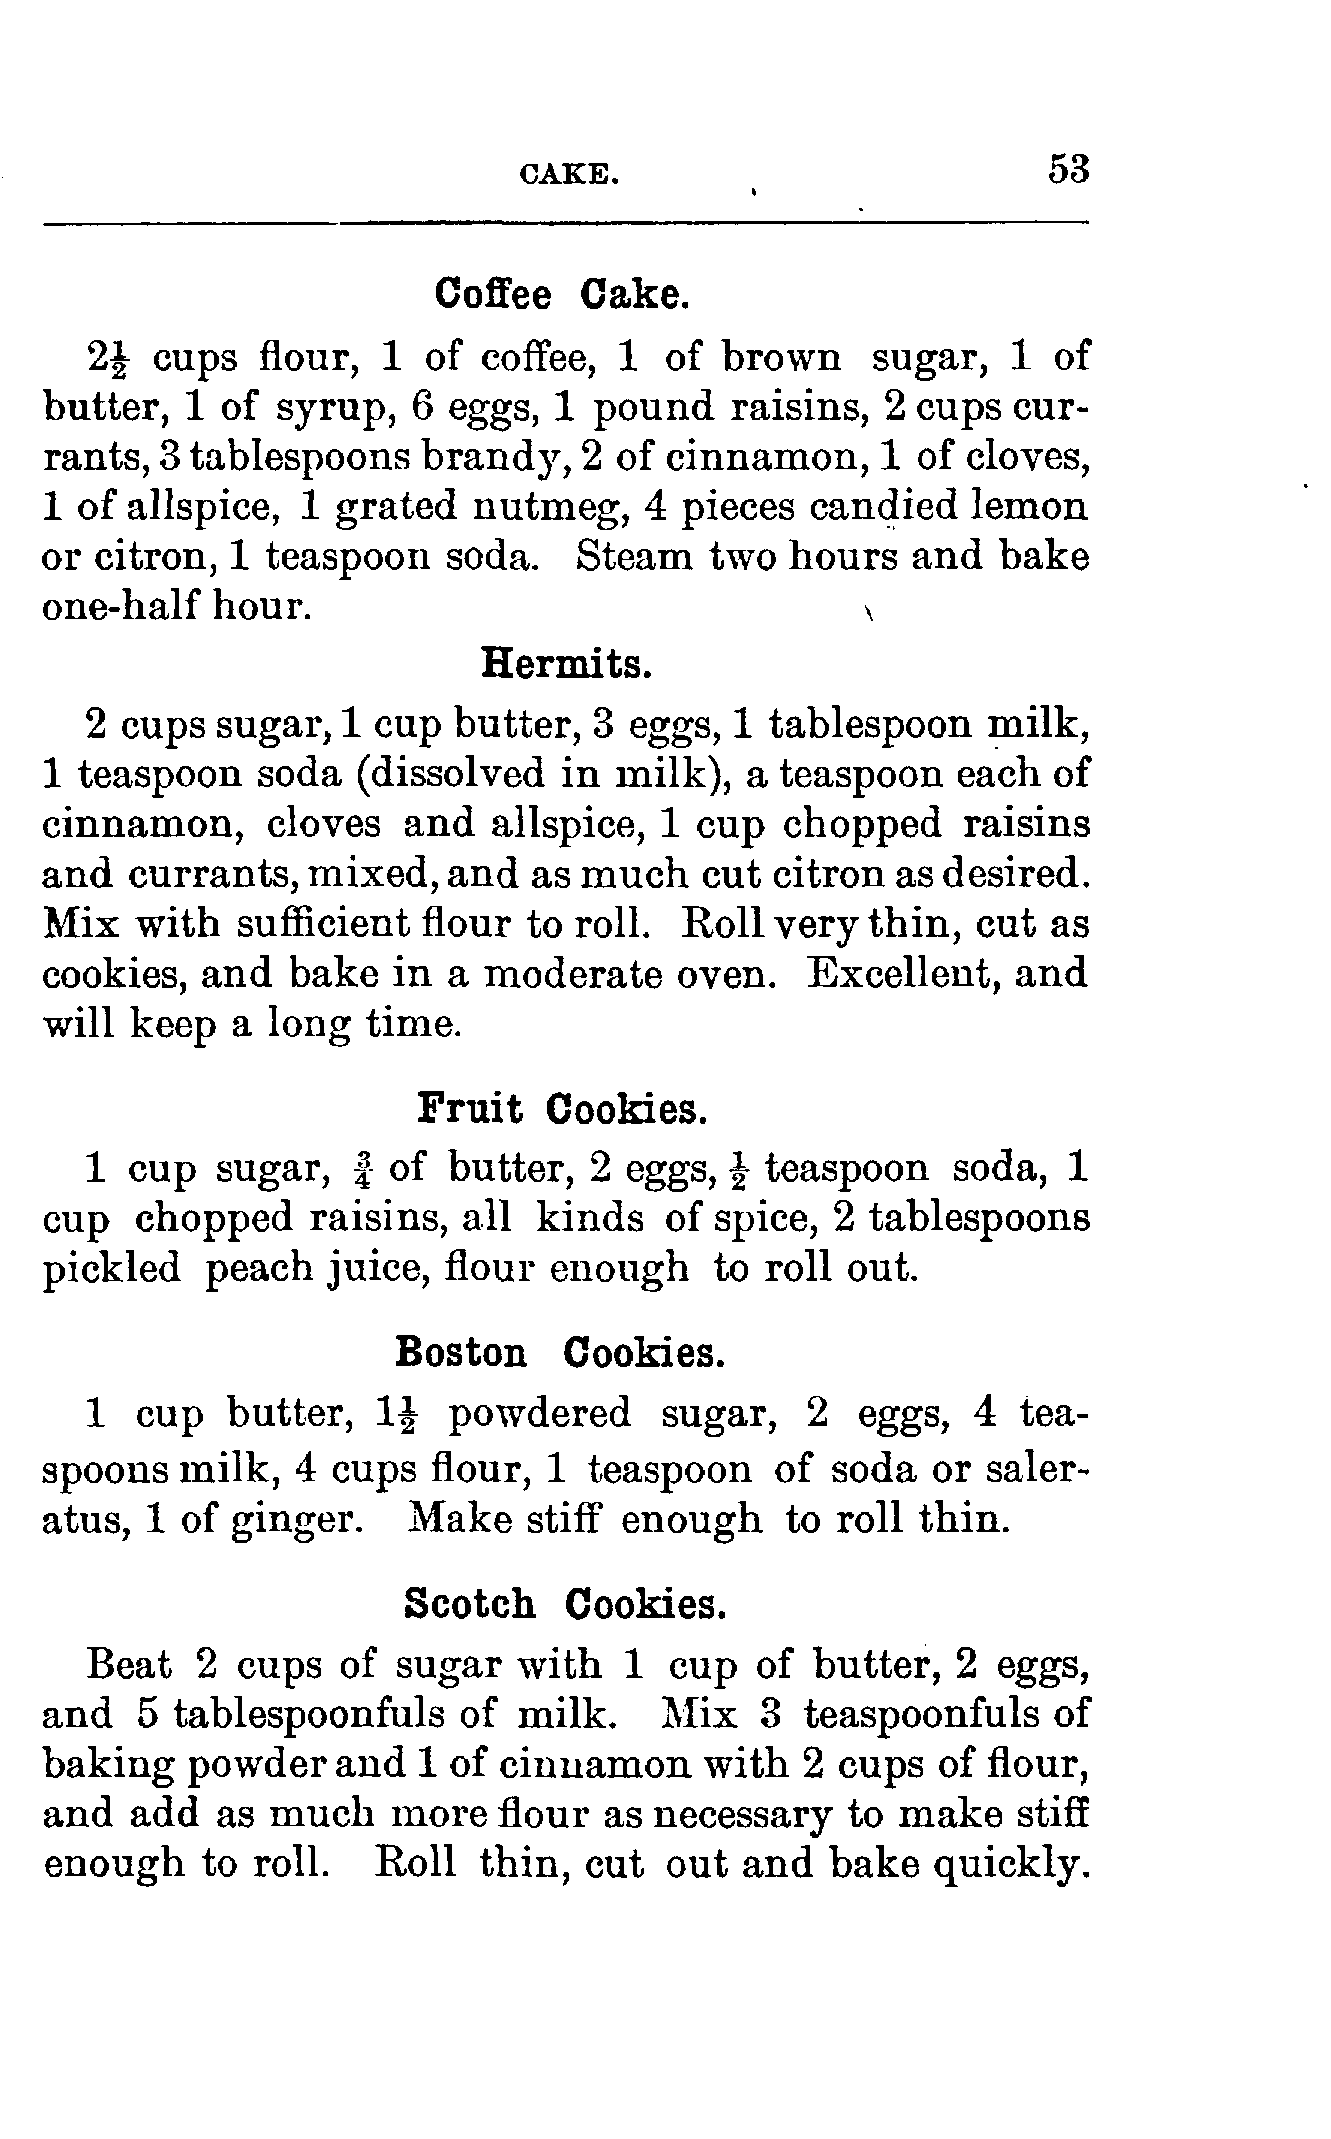 CAKE. 53
Coffee Cake.
2½ cups flour, 1 of coffee, 1 of brown sugar, 1 of
butter, 1 of syrup, 6 eggs, 1 pound raisins, 2 cups cur-
rants, 3 tablespoons brandy, 2 of cinnamon, 1 of cloves,
1 of allspice, 1 grated nutmeg, 4 pieces candied lemon
or citron, 1 teaspoon soda. Steam two hours and bake
one-half hour.
Hermits.
2 cups sugar, 1 cup butter, 3 eggs, 1 tablespoon milk,
1 teaspoon soda (dissolved in milk), a teaspoon each of
cinnamon, cloves and allspice, 1 cup chopped raisins
and currants, mixed, and as much cut citron as desired.
Mix with sufficient flour to roll. Roll very thin, cut as
cookies, and bake in a moderate oven. Excellent, and
will keep a long time.
Fruit Cookies.
1 cup sugar, ¾ of butter, 2 eggs, ½ teaspoon soda, 1
cup chopped raisins, all kinds of spice, 2 tablespoons
pickled peach juice, flour enough to roll out.
Boston Cookies.
1 cup butter, 1½ powdered sugar, 2 eggs, 4 tea-
spoons milk, 4 cups flour, 1 teaspoon of soda or saler-
atus, 1 of ginger. Make stiff enough to roll thin.
Scotch Cookies.
Beat 2 cups of sugar with 1 cup of butter, 2 eggs,
and 5 tablespoonfuls of milk. Mix 3 teaspoonfuls of
baking powder and 1 of cinnamon with 2 cups of flour,
and add as much more flour as necessary to make stiff
enough to roll. Roll thin, cut out and bake quickly.